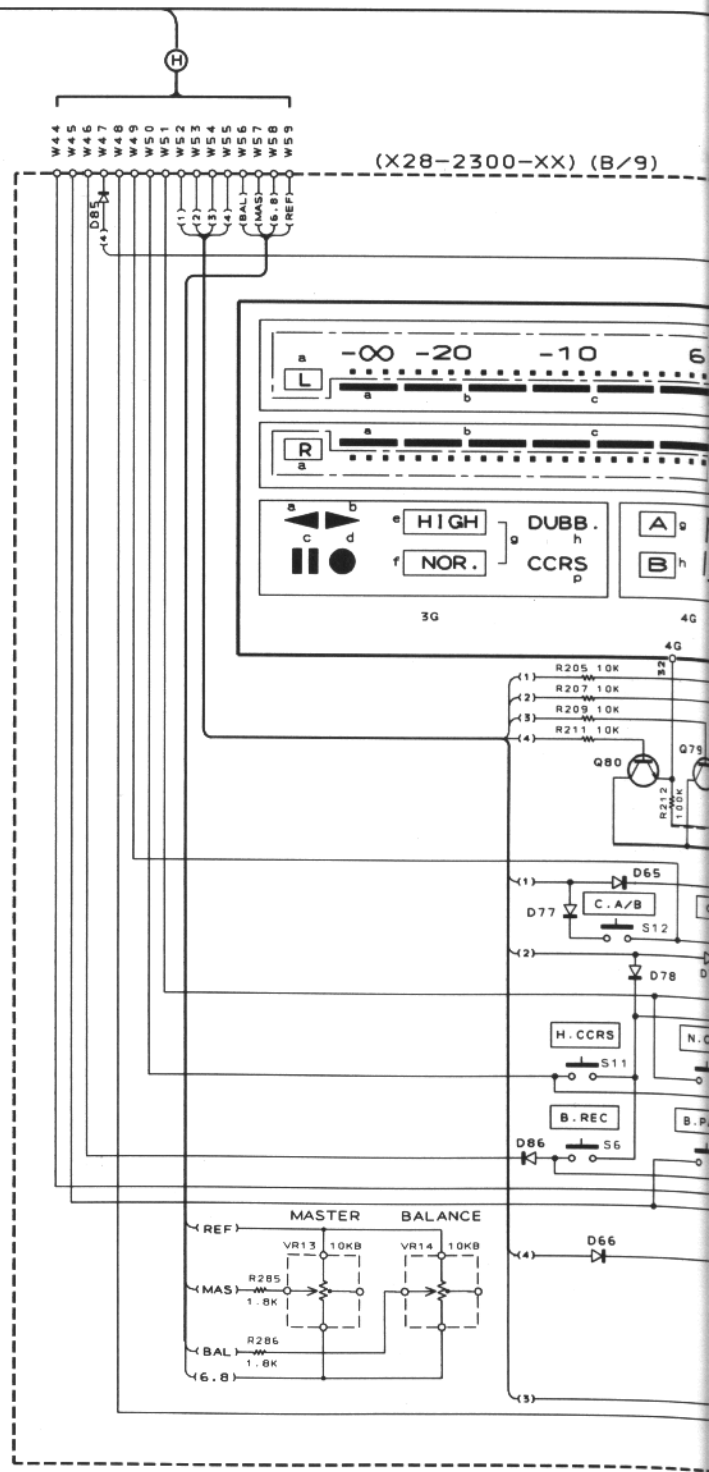 H
W44
W45
W46
W47
W48
W49
W50
W51
W52
W53
W54
W55
W56
W57
W58
W59
(X28-2300-XX) (B/9)
D85
(4)
(1)
(2)
(3)
(4)
(BAL)
(MAS)
(6.8)
(REF)
a
-∞ -20 -10 6
L
a b c
a b c
R
a
a b
c d
e HIGH
g
DUBB.
h
f NOR.
CCRS
p
A g
B h
3G
4G
4G
32
(1) R205 10K
(2) R207 10K
(3) R209 10K
(4) R211 10K
Q80
Q79
R212
100K
(1)
D65
D77
C.A/B
S12
(2)
D78
H.CCRS
S11
B.REC
S6
D86
MASTER BALANCE
(REF)
VR13 10KB
VR14 10KB
(4)
D66
(MAS)
R285
1.8K
(BAL)
R286
1.8K
(6.8)
(3)